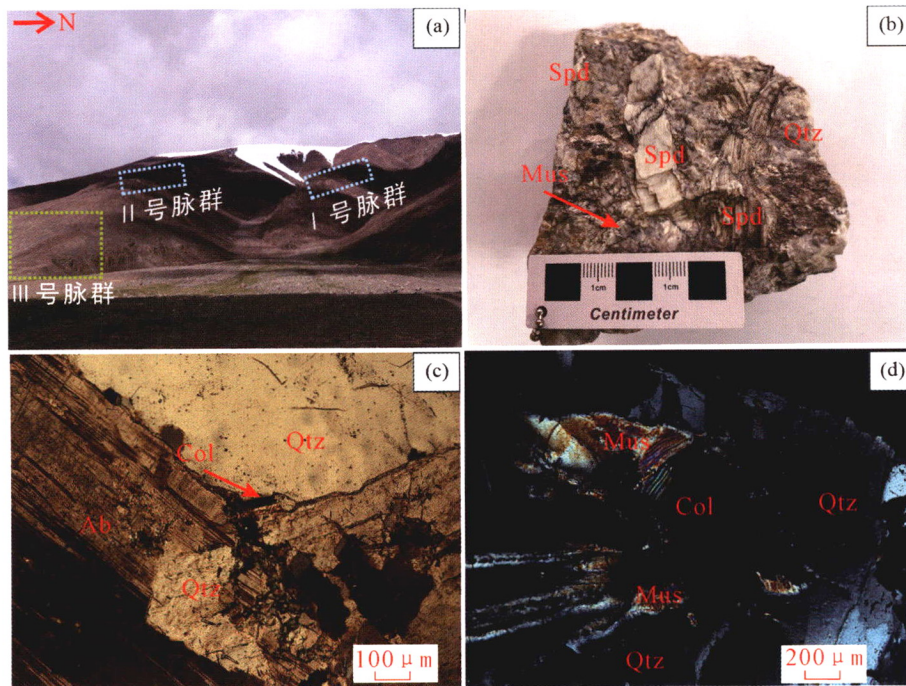 N
(a)
II号脉群
I号脉群
III号脉群
(b)
Spd
Spd
Qtz
Mus
Spd
1cm
1cm
Centimeter
(c)
Qtz
Col
Ab
Qtz
100 μm
(d)
Mus
Col
Qtz
Mus
Qtz
200 μm